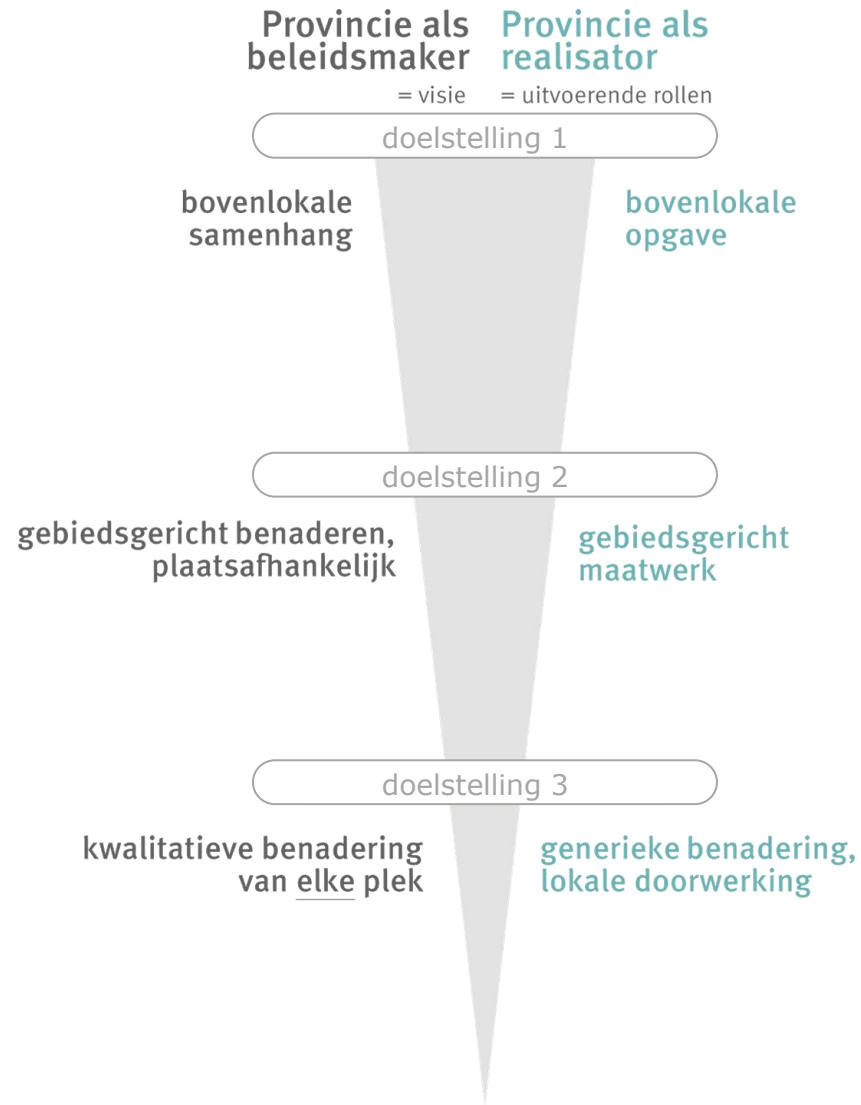 Provincie als
beleidsmaker
= visie
Provincie als
realisator
= uitvoerende rollen
doelstelling 1
bovenlokale
samenhang
bovenlokale
opgave
doelstelling 2
gebiedsgericht benaderen,
plaatsafhankelijk
gebiedsgericht
maatwerk
doelstelling 3
kwalitatieve benadering
van elke plek
generieke benadering,
lokale doorwerking